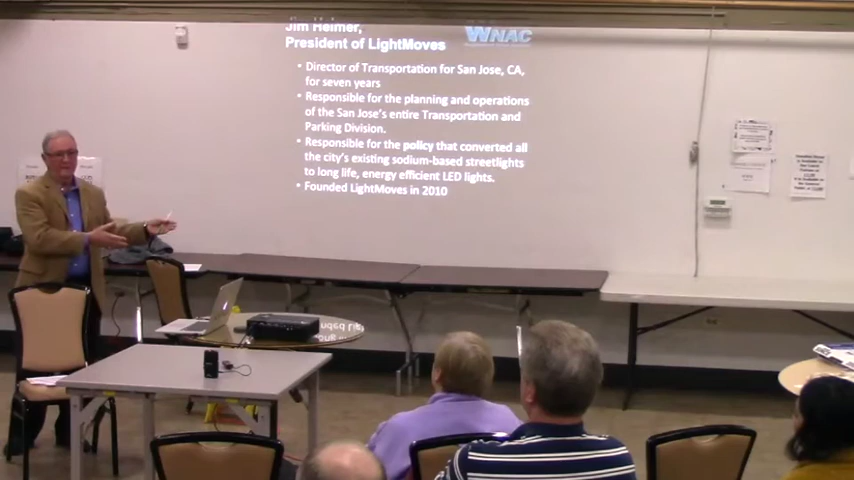 Jim Helmer,
President of LightMoves
WNAC
• Director of Transportation for San Jose, CA,
for seven years
• Responsible for the planning and operations
of the San Jose's entire Transportation and
Parking Division.
• Responsible for the policy that converted all
the city's existing sodium-based streetlights
to long life, energy efficient LED lights.
• Founded LightMoves in 2010